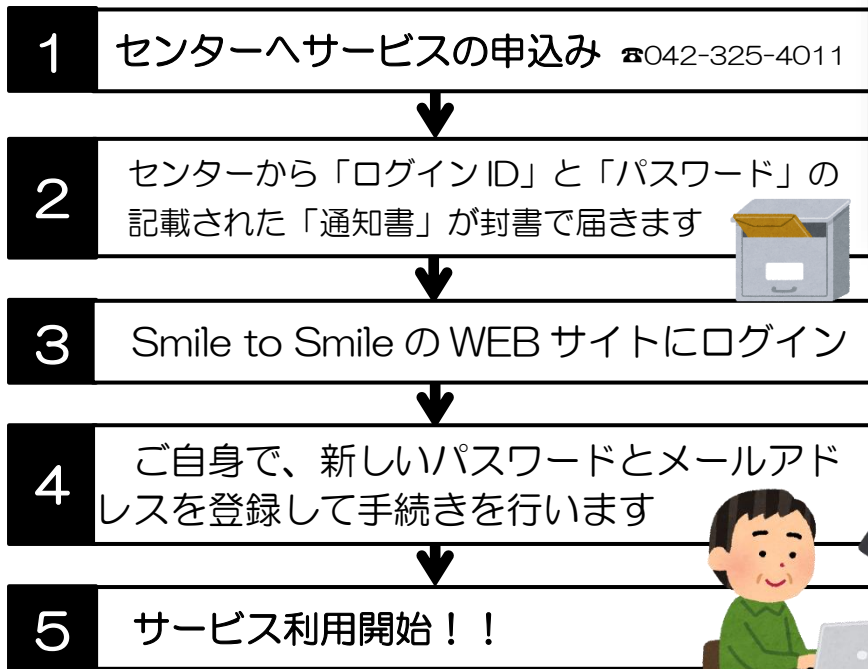 1 センターへサービスの申込み ☎042-325-4011
2 センターから「ログインID」と「パスワード」の
記載された「通知書」が封書で届きます
3 Smile to Smile の WEB サイトにログイン
4 ご自身で、新しいパスワードとメールアド
レスを登録して手続きを行います
5 サービス利用開始！！